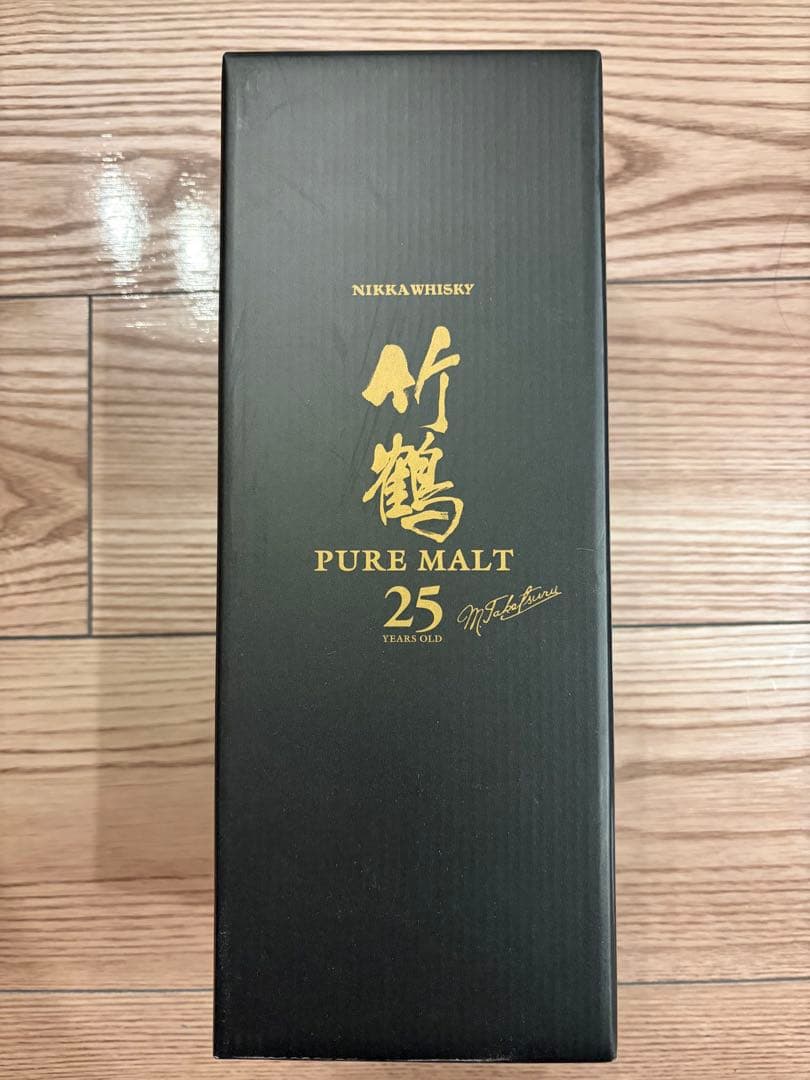 NIKKA WHISKY
竹鶴
PURE MALT
25
YEARS OLD
M. Taketsuru